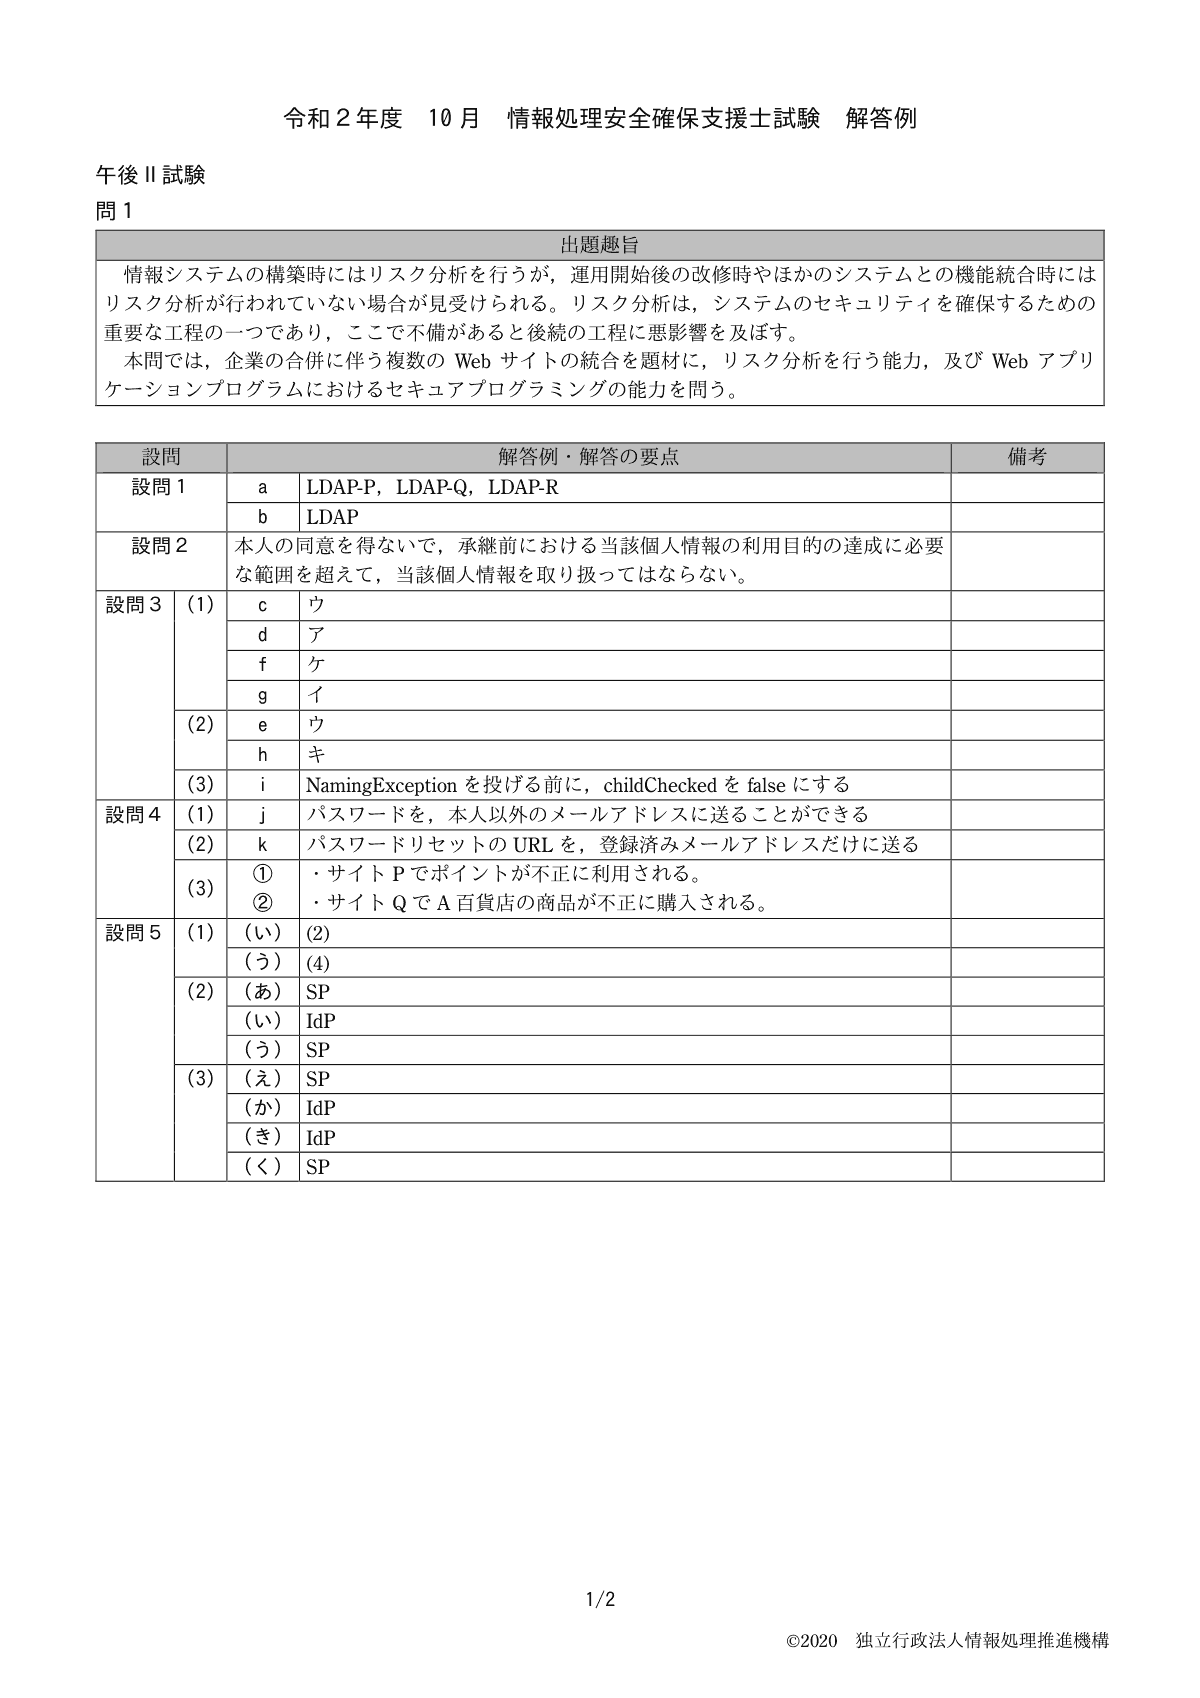 令和２年度　10 月　情報処理安全確保支援士試験　解答例
午後Ⅱ試験
問１
出題趣旨
　情報システムの構築時にはリスク分析を行うが，運用開始後の改修時やほかのシステムとの機能統合時には
リスク分析が行われていない場合が見受けられる。リスク分析は，システムのセキュリティを確保するための
重要な工程の一つであり，ここで不備があると後続の工程に悪影響を及ぼす。
　本問では，企業の合併に伴う複数の Web サイトの統合を題材に，リスク分析を行う能力，及び Web アプリ
ケーションプログラムにおけるセキュアプログラミングの能力を問う。
設問 解答例・解答の要点 備考
設問１ a LDAP-P，LDAP-Q，LDAP-R
b LDAP
設問２ 本人の同意を得ないで，承継前における当該個人情報の利用目的の達成に必要
な範囲を超えて，当該個人情報を取り扱ってはならない。
設問３ (1) c ウ
d ア
f ケ
g イ
(2) e ウ
h キ
(3) i NamingException を投げる前に，childChecked を false にする
設問４ (1) j パスワードを，本人以外のメールアドレスに送ることができる
(2) k パスワードリセットの URL を，登録済みメールアドレスだけに送る
(3) ① ・サイト P でポイントが不正に利用される。
② ・サイト Q で A 百貨店の商品が不正に購入される。
設問５ (1) （い） (2)
（う） (4)
(2) （あ） SP
（い） IdP
（う） SP
(3) （え） SP
（か） IdP
（き） IdP
（く） SP
1/2
©2020　独立行政法人情報処理推進機構